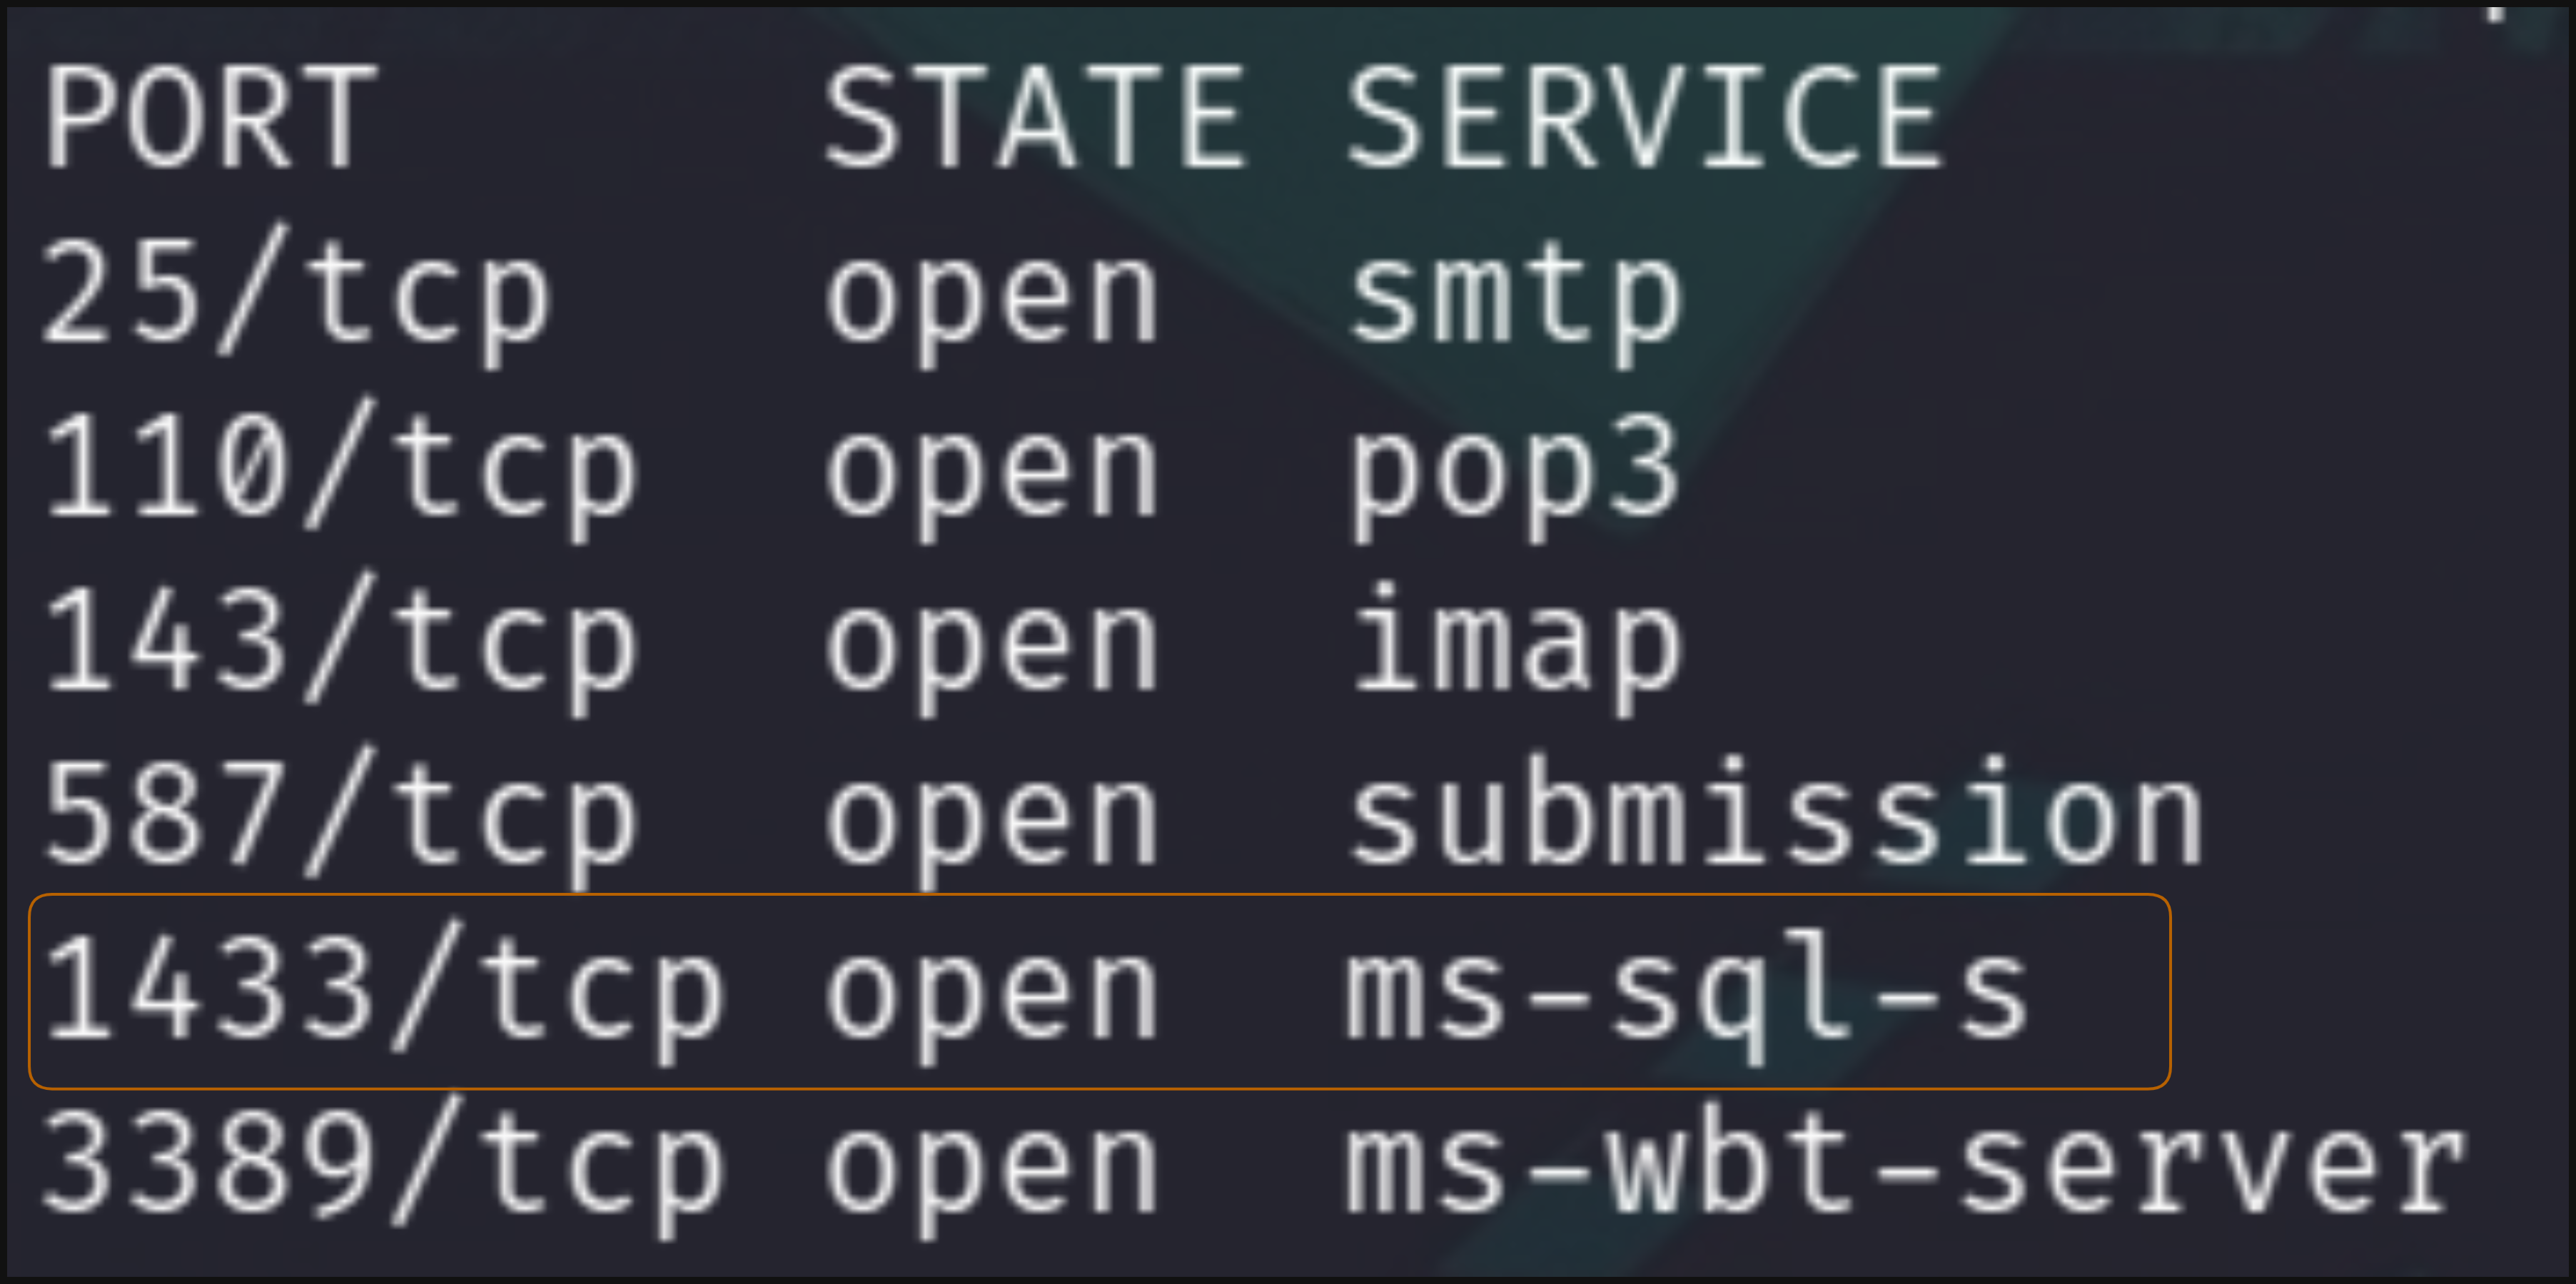 PORT STATE SERVICE
25/tcp open smtp
110/tcp open pop3
143/tcp open imap
587/tcp open submission
1433/tcp open ms-sql-s
3389/tcp open ms-wbt-server